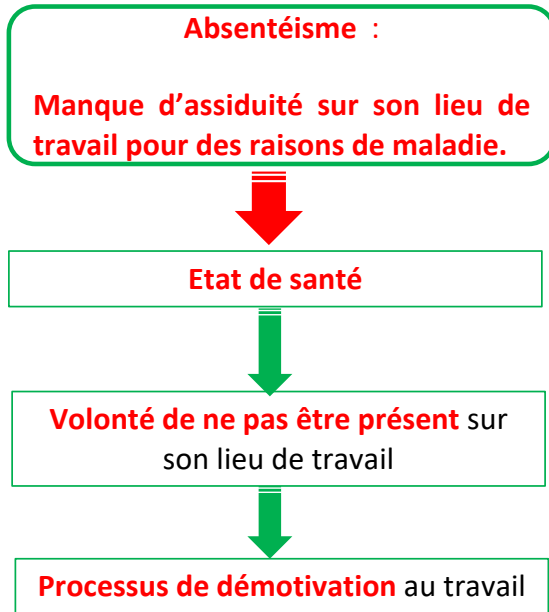 Absentéisme :
Manque d’assiduité sur son lieu de
travail pour des raisons de maladie.
Etat de santé
Volonté de ne pas être présent sur
son lieu de travail
Processus de démotivation au travail